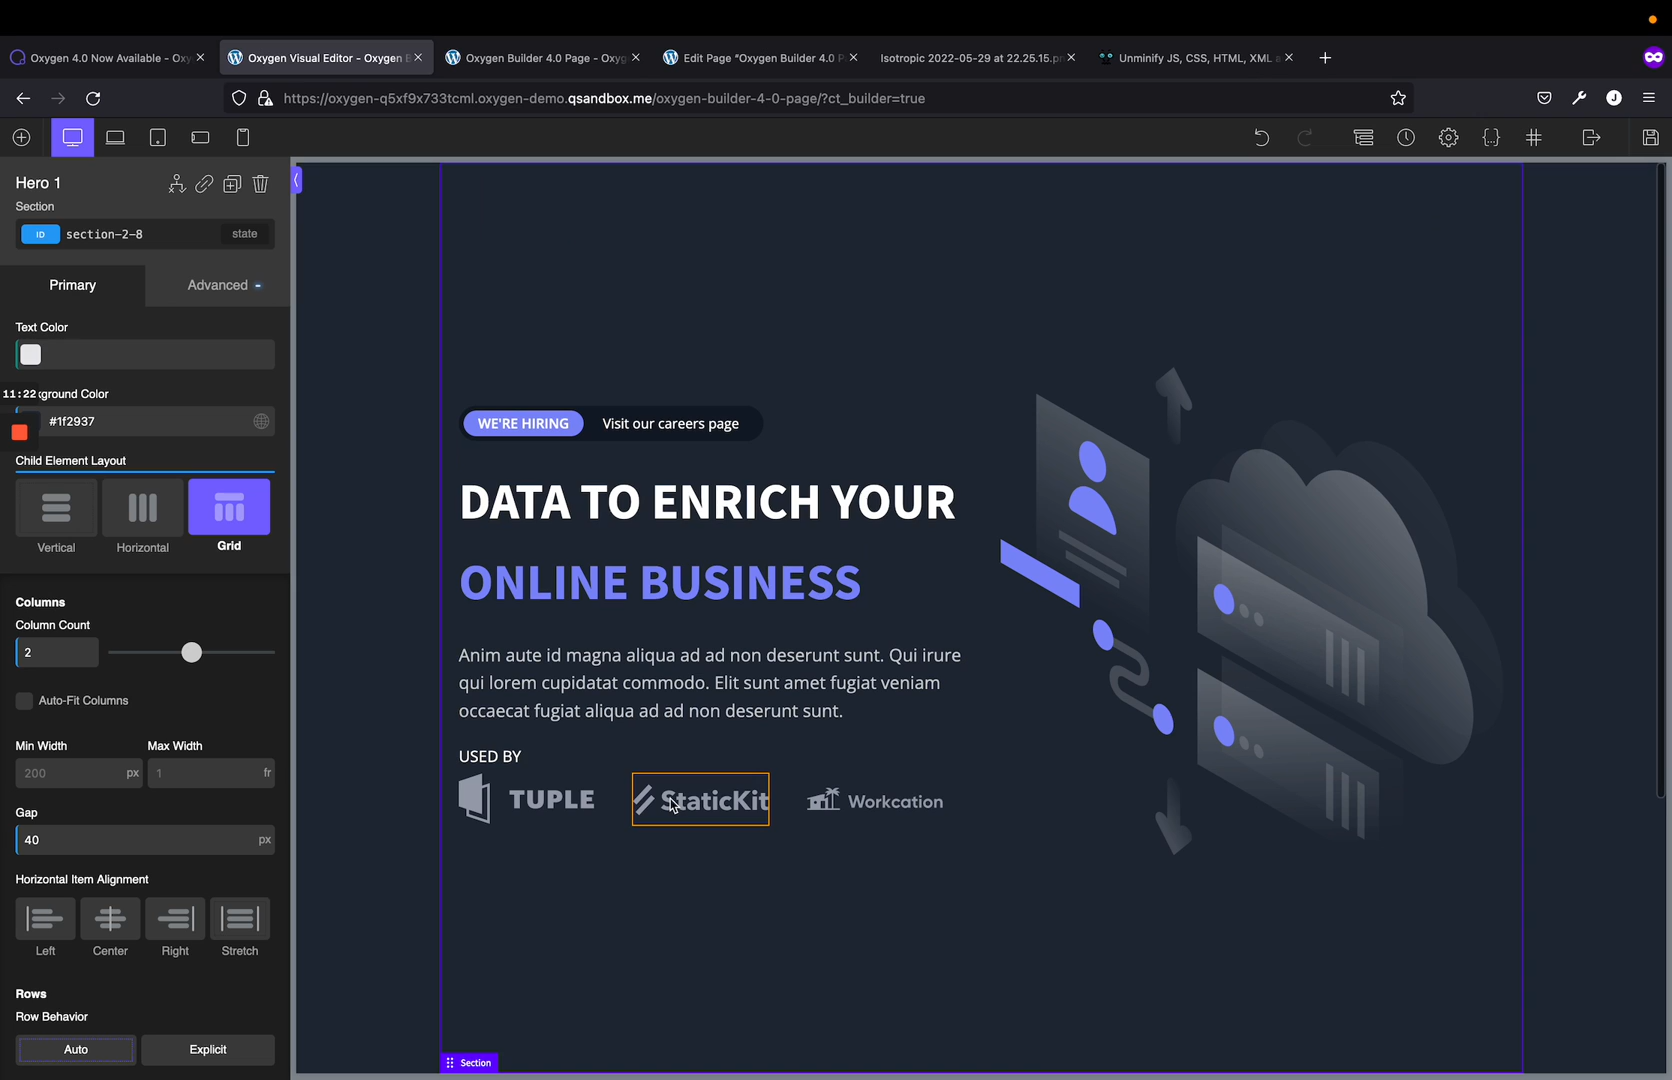 Oxygen 4.0 Now Available - Oxy
Oxygen Visual Editor - Oxygen B
Oxygen Builder 4.0 Page - Oxyg
Edit Page “Oxygen Builder 4.0 P
Isotropic 2022-05-29 at 22.25.15.pn
Unminify JS, CSS, HTML, XML a
https://oxygen-q5xf9x733tcml.oxygen-demo.qsandbox.me/oxygen-builder-4-0-page/?ct_builder=true
J
Hero 1
Section
ID section-2-8 state
Primary Advanced
Text Color
11:22 kground Color
#1f2937
Child Element Layout
Vertical Horizontal Grid
Columns
Column Count
2
Auto-Fit Columns
Min Width Max Width
200 px 1 fr
Gap
40 px
Horizontal Item Alignment
Left Center Right Stretch
Rows
Row Behavior
Auto Explicit
WE'RE HIRING Visit our careers page
DATA TO ENRICH YOUR
ONLINE BUSINESS
Anim aute id magna aliqua ad ad non deserunt sunt. Qui irure
qui lorem cupidatat commodo. Elit sunt amet fugiat veniam
occaecat fugiat aliqua ad ad non deserunt sunt.
USED BY
TUPLE StaticKit Workcation
Section